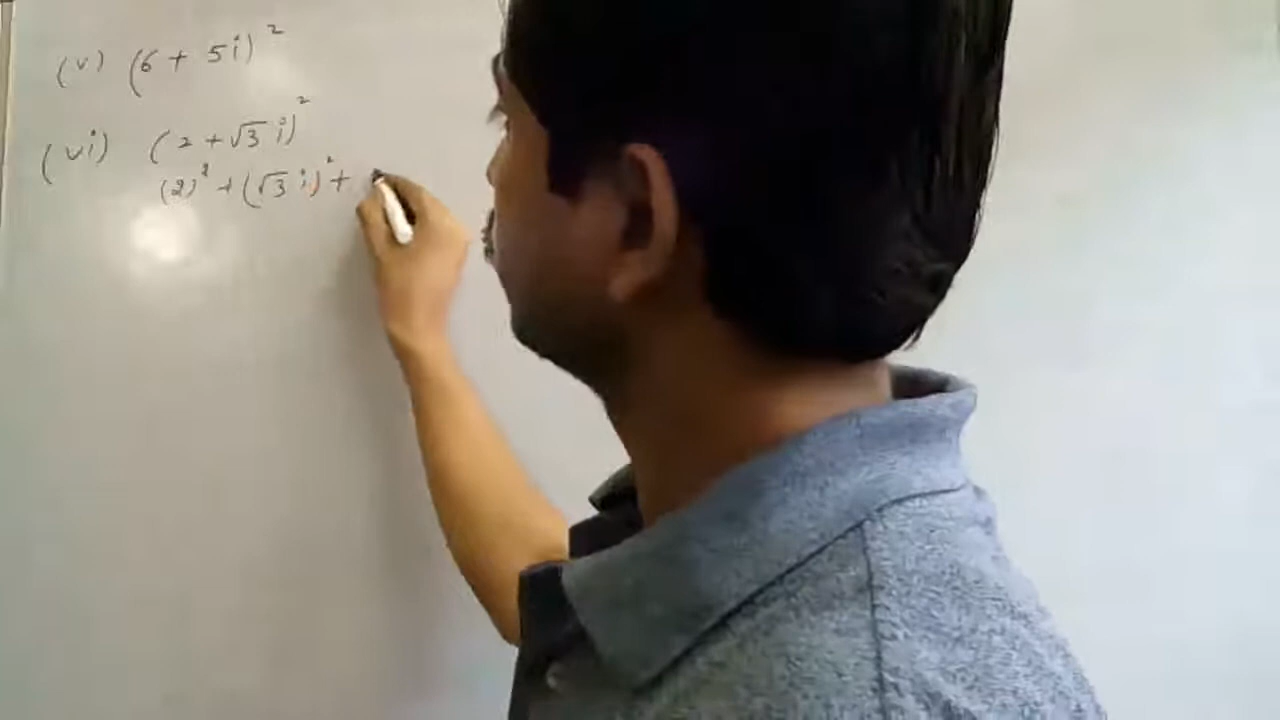 (v) (6 + 5i)²
(vi) (2 + √3 i)²
(2)² + (√3 i)² +